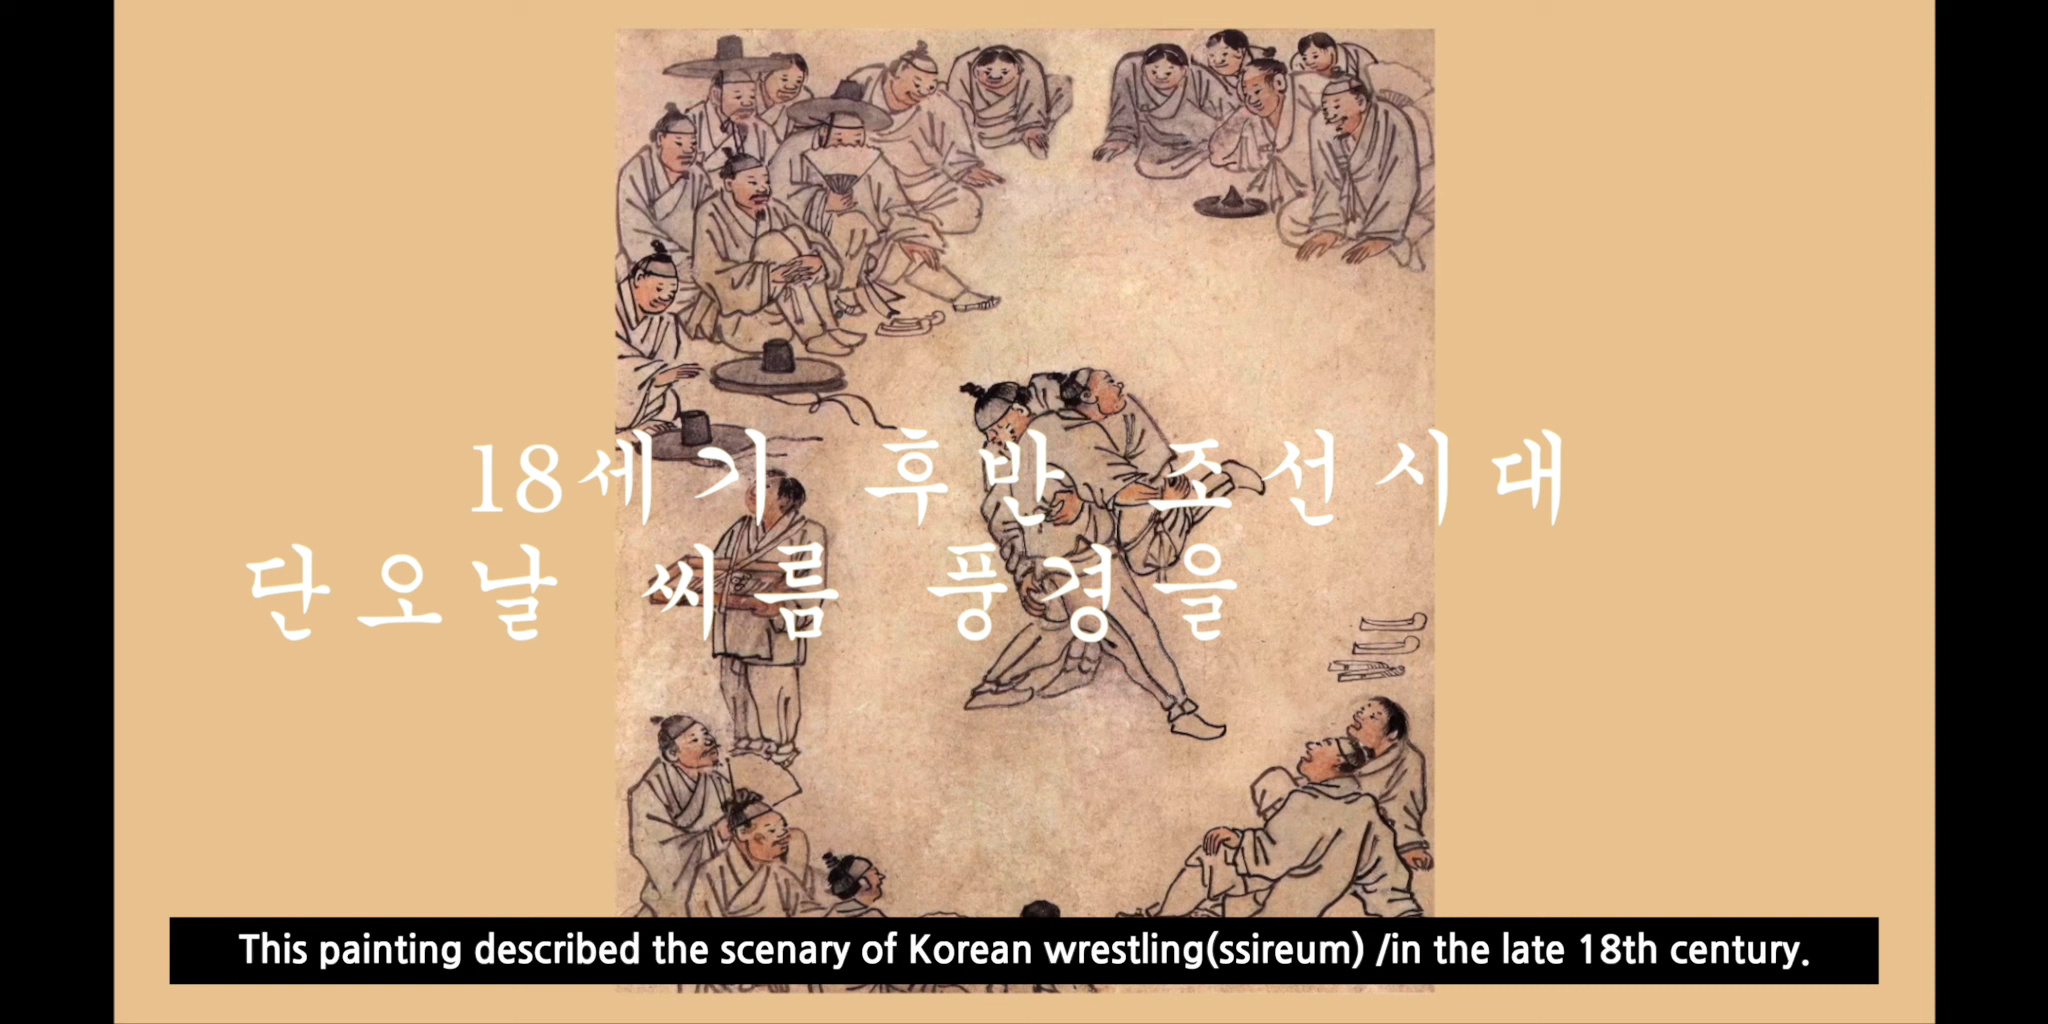 18세기 후반 조선시대
단오날 씨름 풍경을
This painting described the scenary of Korean wrestling(ssireum) /in the late 18th century.